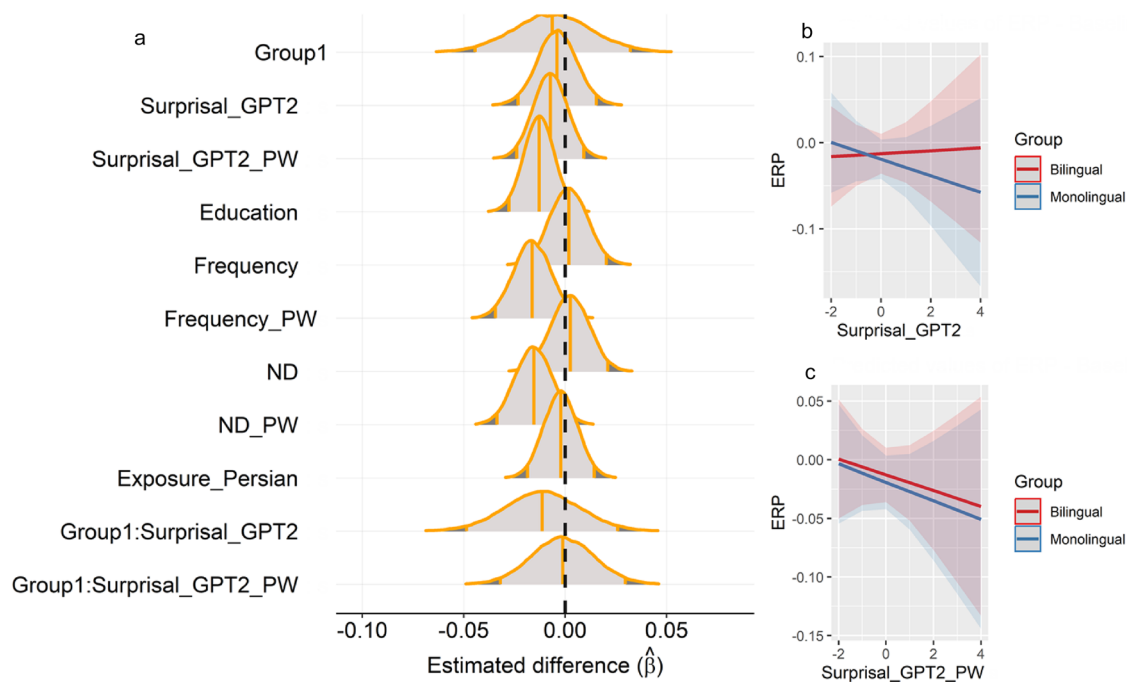 a
Group1
Surprisal_GPT2
Surprisal_GPT2_PW
Education
Frequency
Frequency_PW
ND
ND_PW
Exposure_Persian
Group1:Surprisal_GPT2
Group1:Surprisal_GPT2_PW
-0.10 -0.05 0.00 0.05
Estimated difference (β̂)
b
0.1
0.0
-0.1
ERP
-2 0 2 4
Surprisal_GPT2
Group
Bilingual
Monolingual
c
0.05
0.00
-0.05
-0.10
-0.15
ERP
-2 0 2 4
Surprisal_GPT2_PW
Group
Bilingual
Monolingual